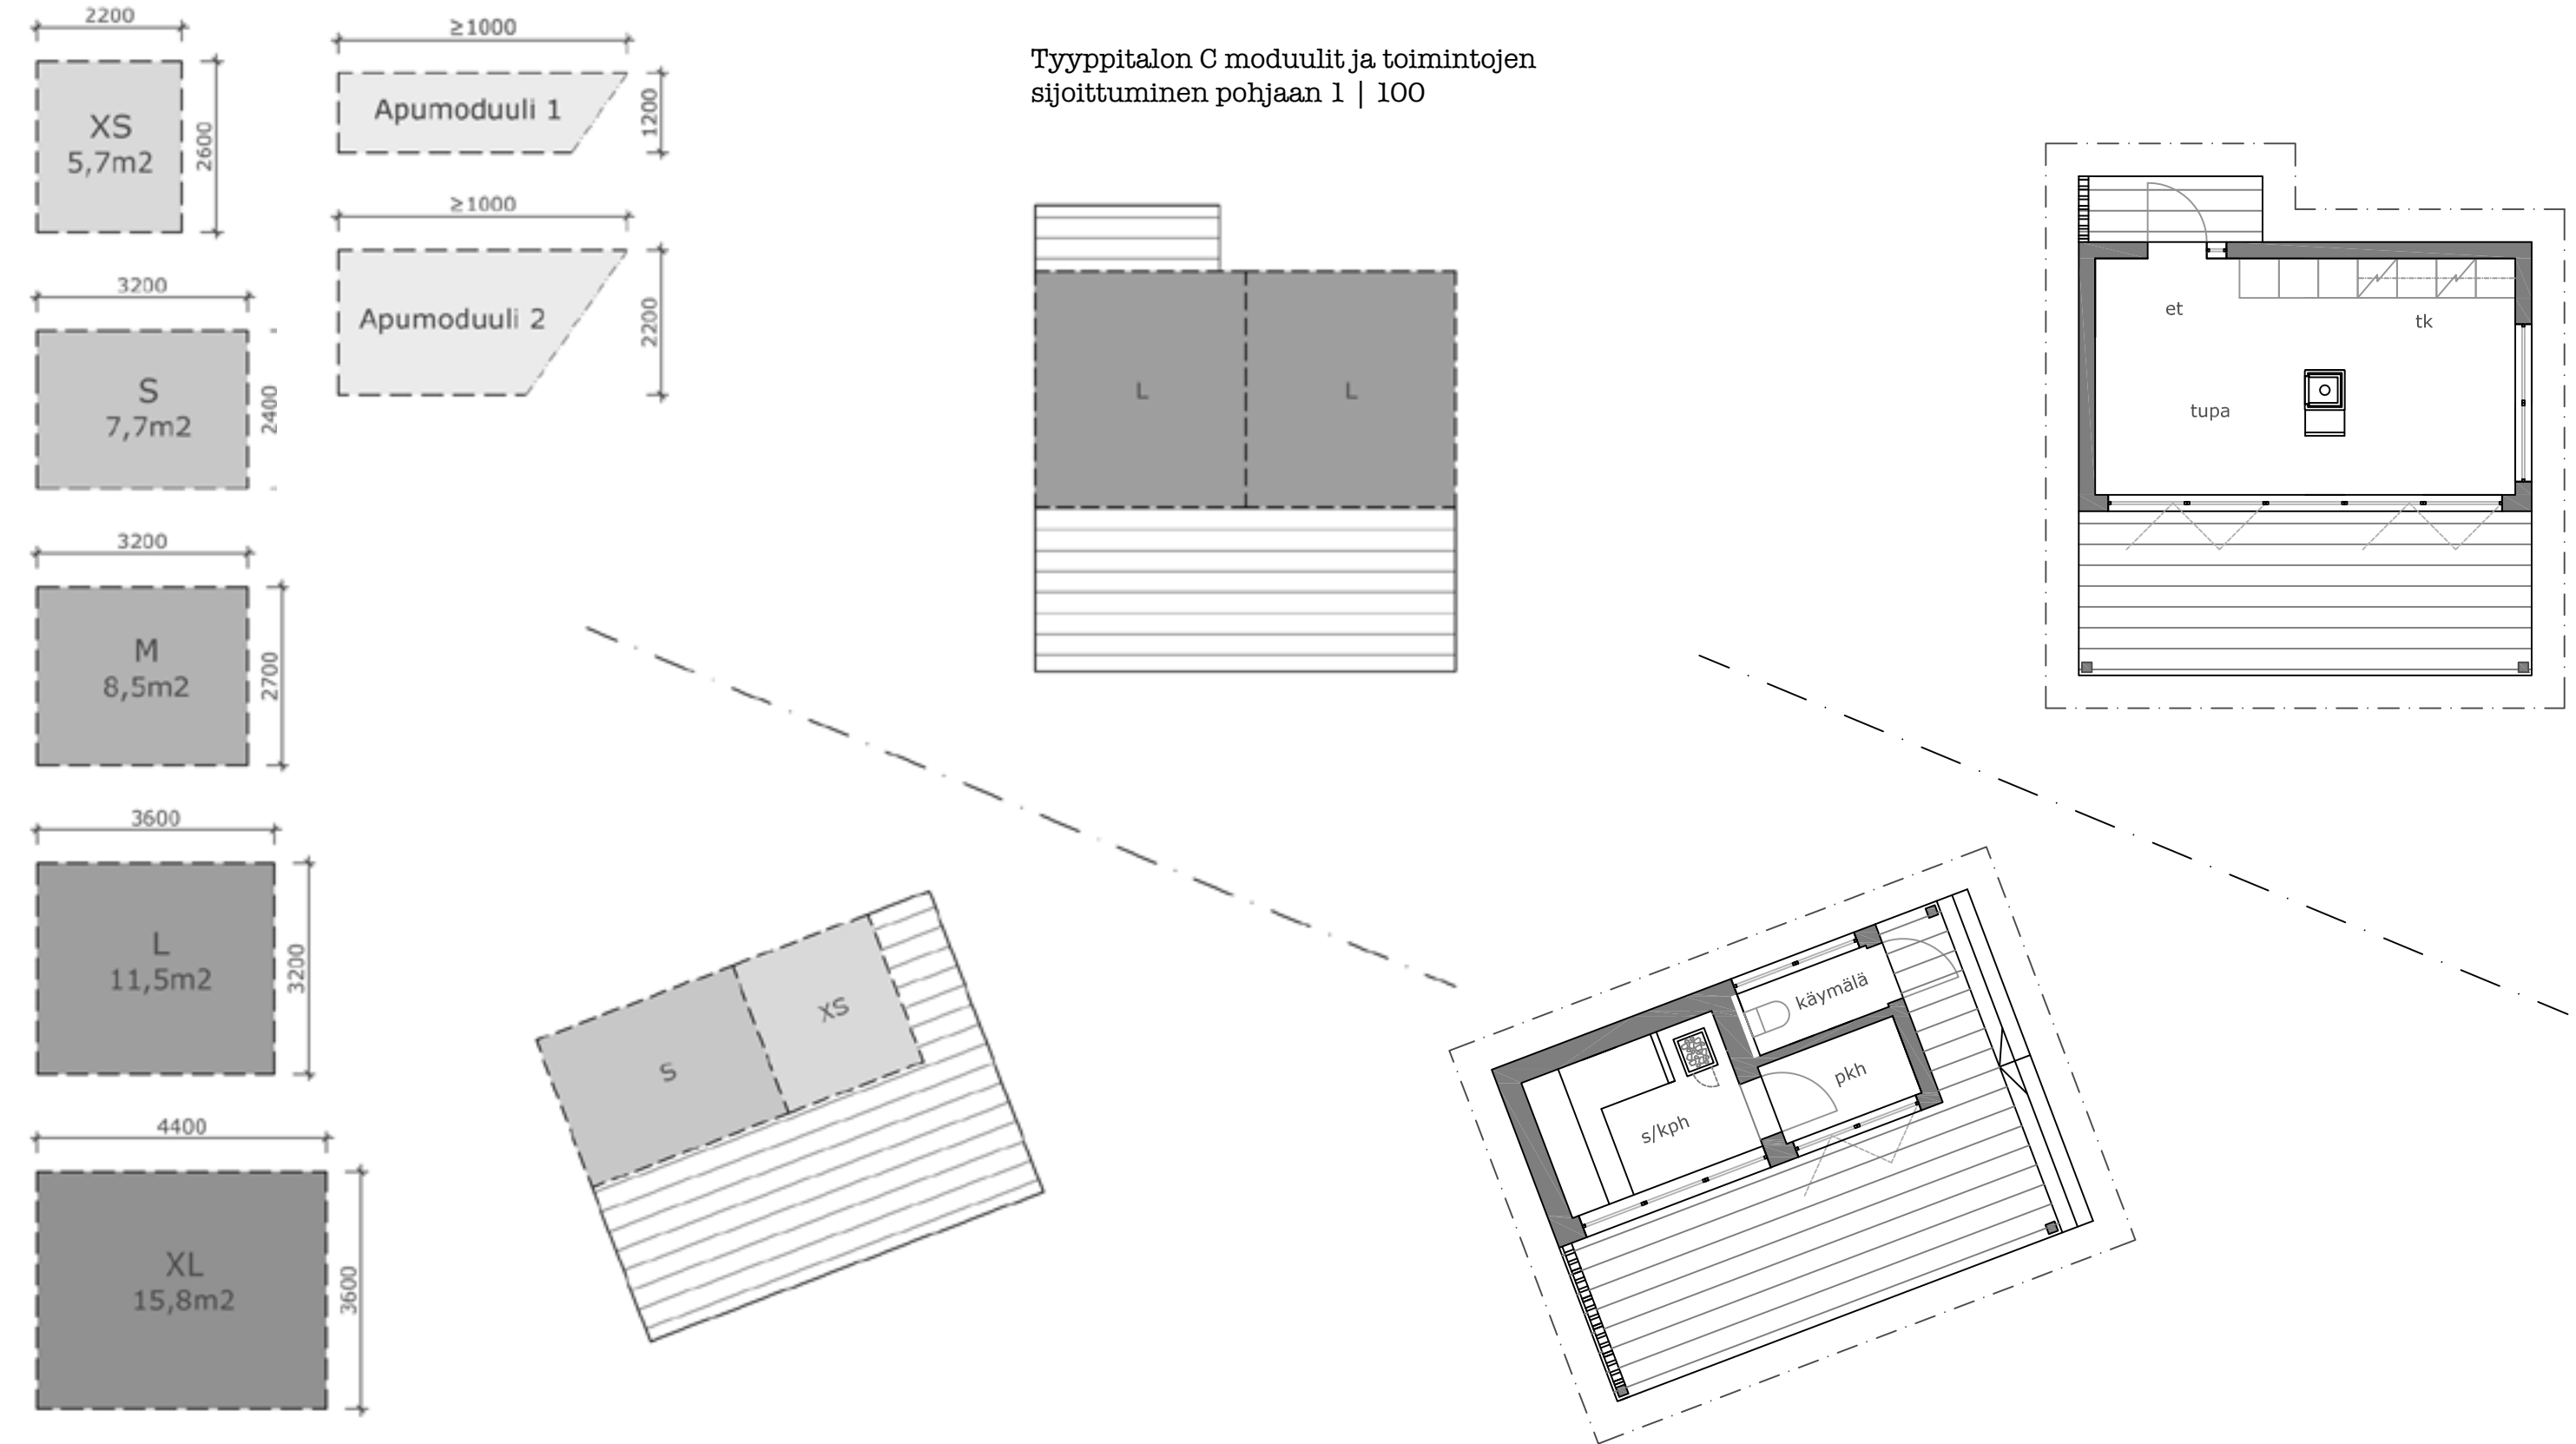 Tyyppitalon C moduulit ja toimintojen
sijoittuminen pohjaan 1 | 100
2200
XS
5,7m2
2600
3200
S
7,7m2
2400
3200
M
8,5m2
2700
3600
L
11,5m2
3200
4400
XL
15,8m2
3600
≥1000
Apumoduuli 1
1200
≥1000
Apumoduuli 2
2200
L
L
S
XS
et
tk
tupa
käymälä
pkh
s/kph